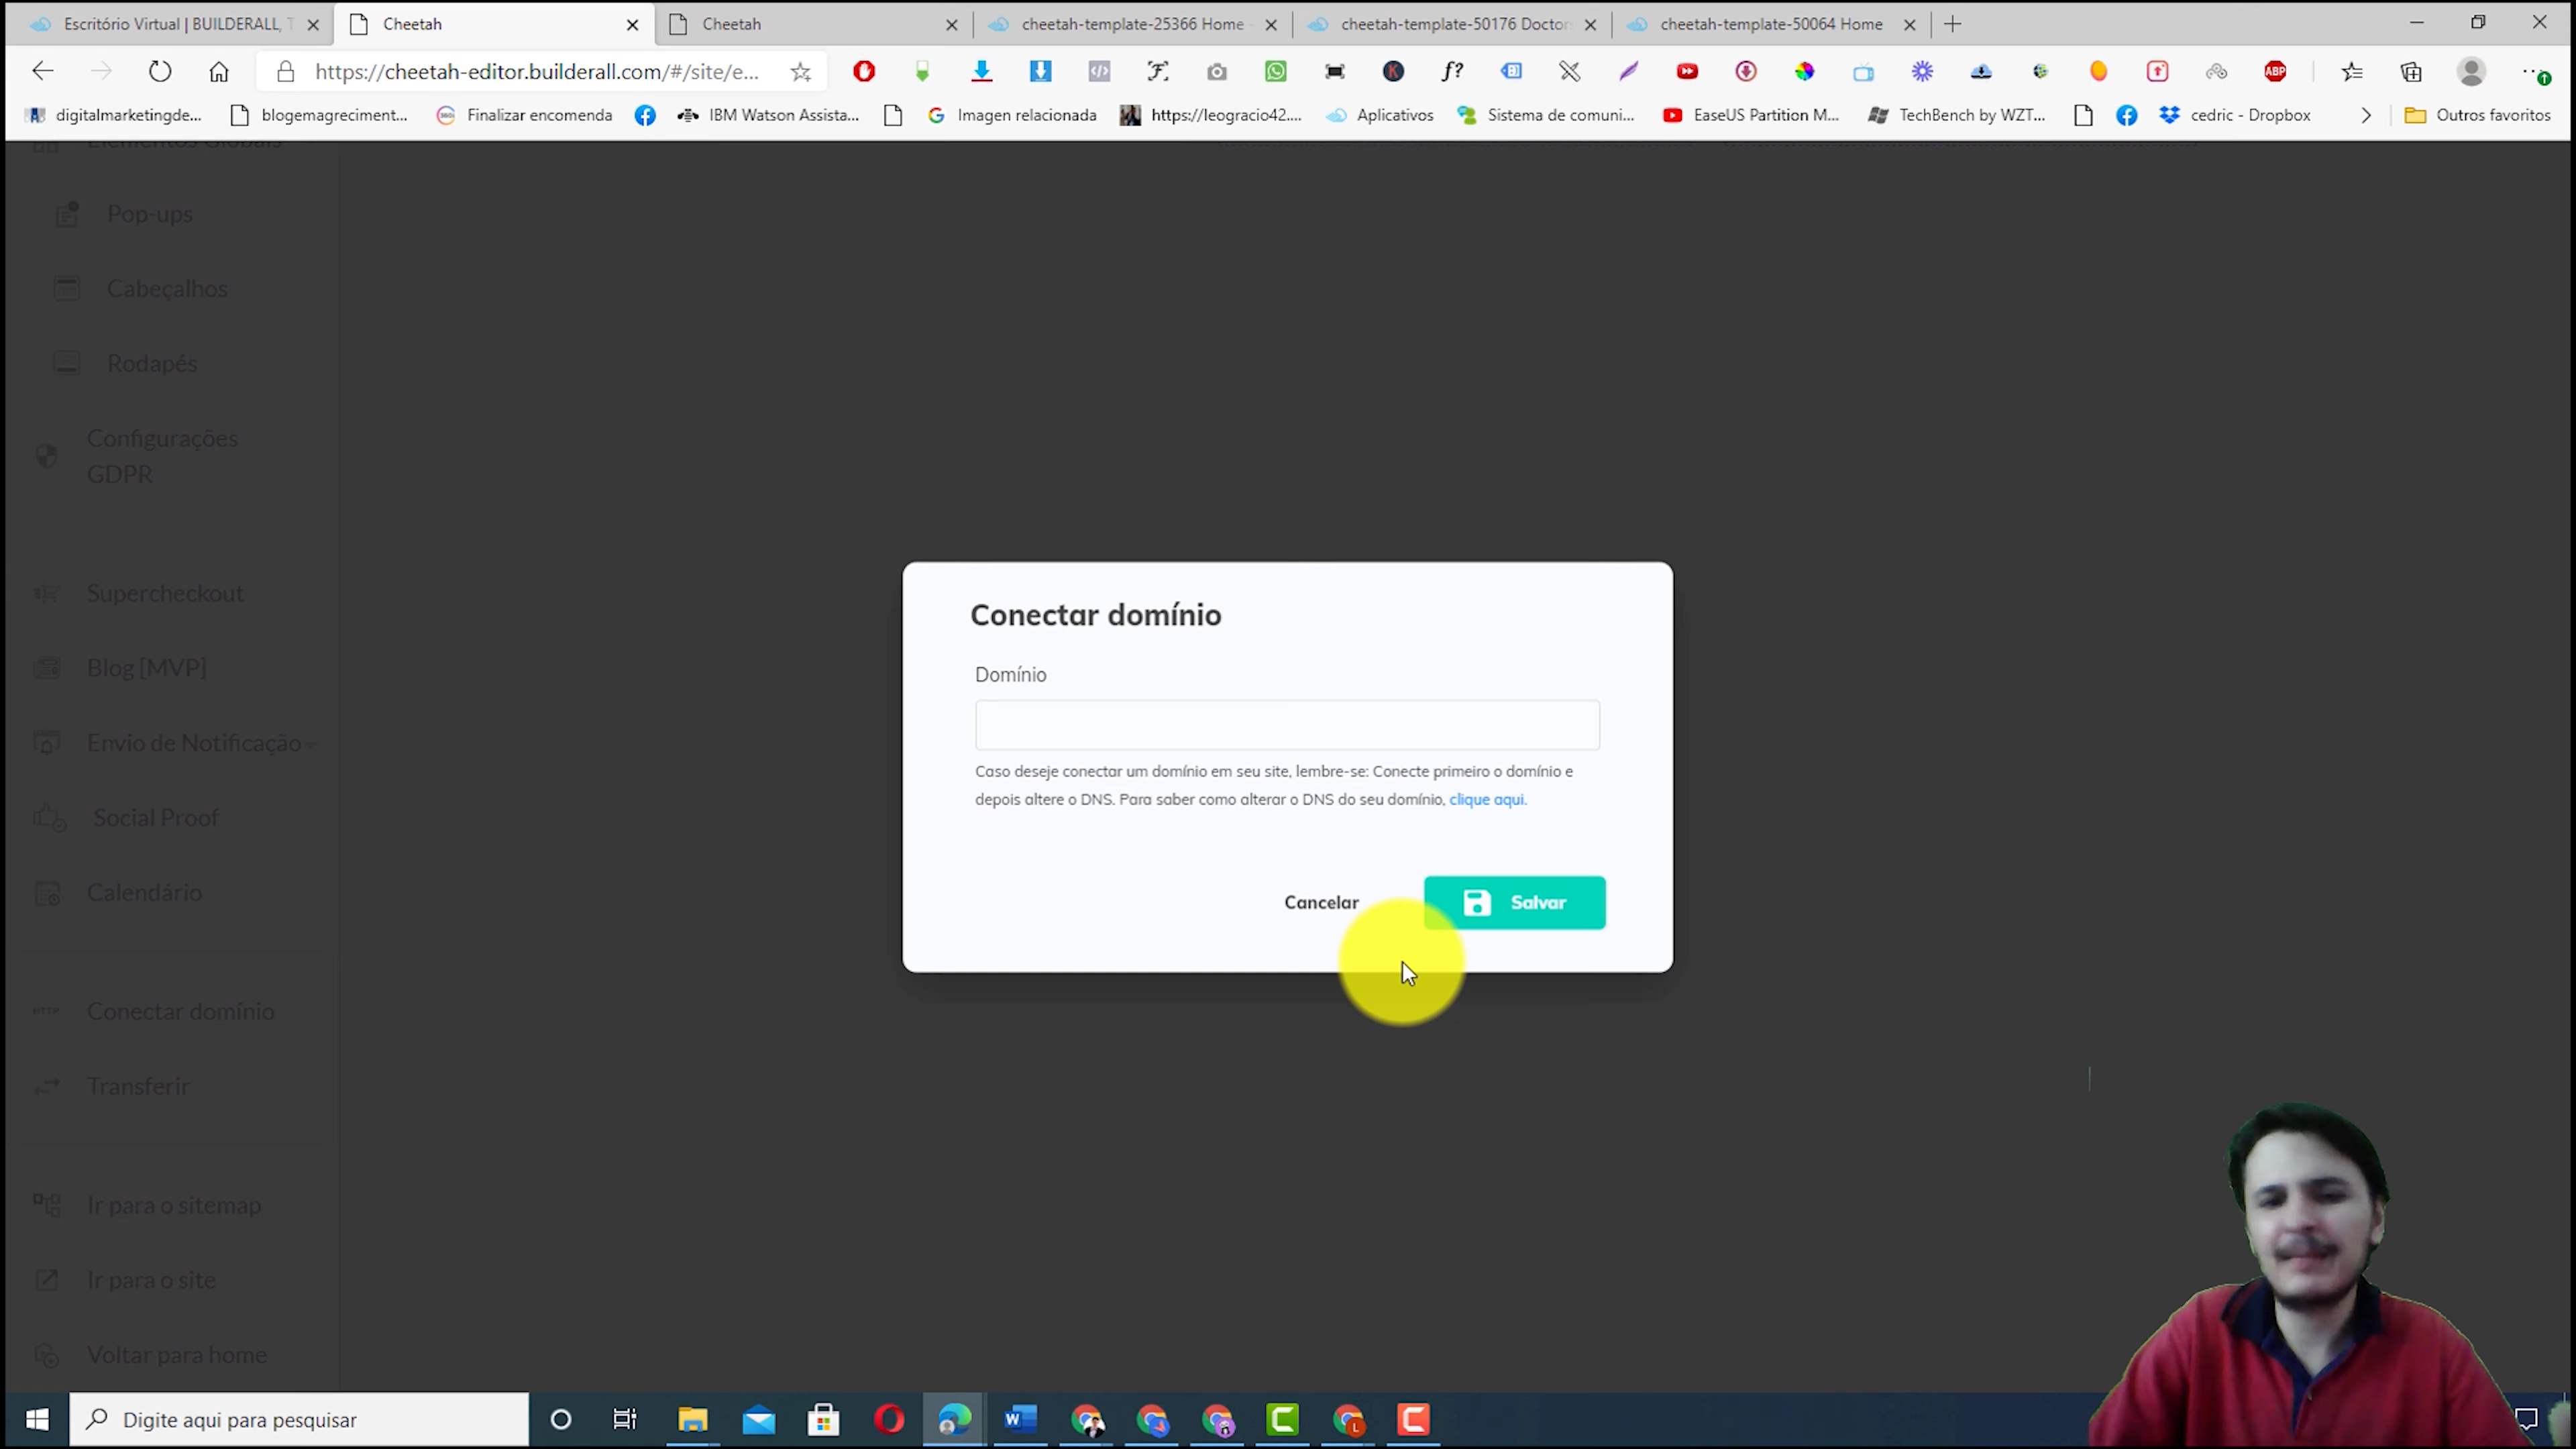 Escritório Virtual | BUILDERALL, T
Cheetah
Cheetah
cheetah-template-25366 Home -
cheetah-template-50176 Doctor
cheetah-template-50064 Home
https://cheetah-editor.builderall.com/#/site/e...
f?
ABP
digitalmarketingde...
blogemagreciment...
Finalizar encomenda
IBM Watson Assista...
Imagen relacionada
https://leogracio42....
Aplicativos
Sistema de comuni...
EaseUS Partition M...
TechBench by WZT...
cedric - Dropbox
Outros favoritos
Elementos Globais
Pop-ups
Cabeçalhos
Rodapés
Configurações
GDPR
Supercheckout
Blog [MVP]
Envio de Notificação
Social Proof
Calendário
HTTP
Conectar domínio
Transferir
Ir para o sitemap
Ir para o site
Voltar para home
Conectar domínio
Domínio
Caso deseje conectar um domínio em seu site, lembre-se: Conecte primeiro o domínio e
depois altere o DNS. Para saber como alterar o DNS do seu domínio, clique aqui.
Cancelar
Salvar
Digite aqui para pesquisar